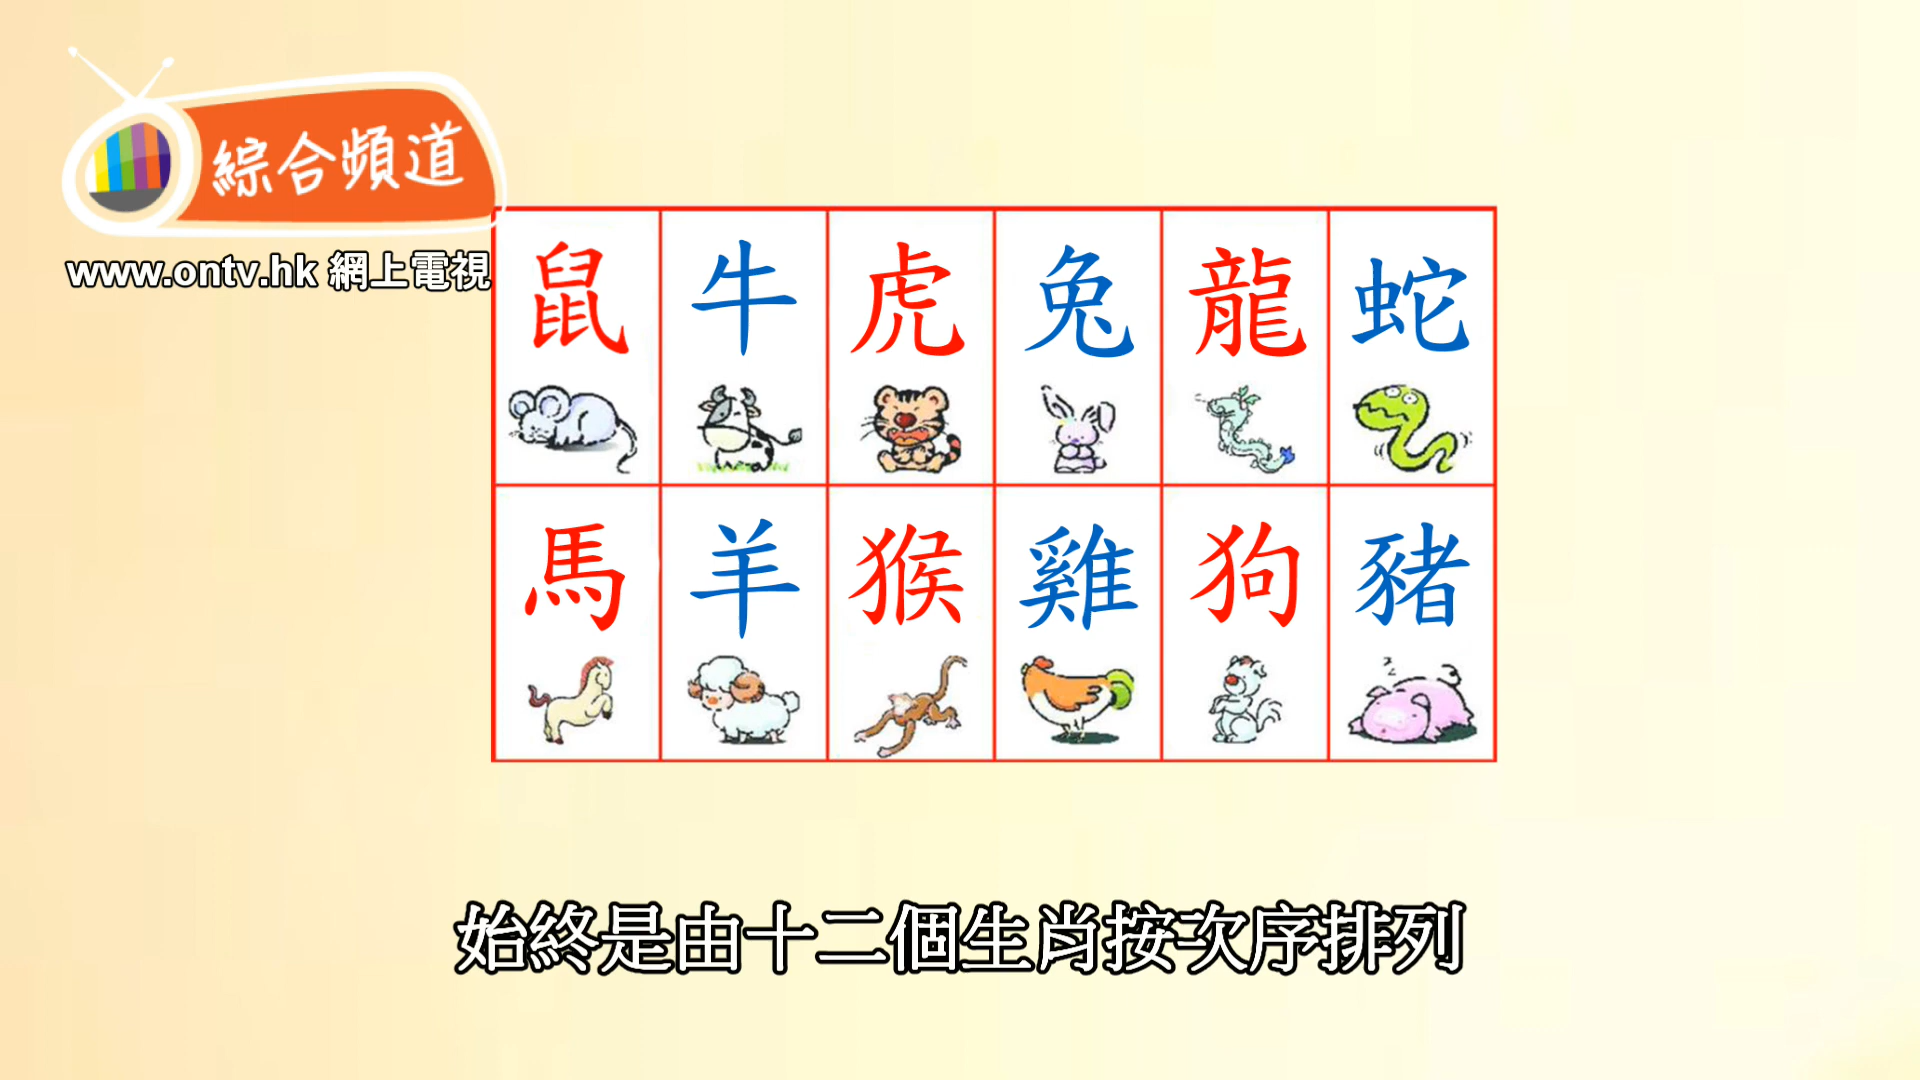 綜合頻道
www.ontv.hk 網上電視
鼠 牛 虎 兔 龍 蛇
馬 羊 猴 雞 狗 豬
始終是由十二個生肖按次序排列